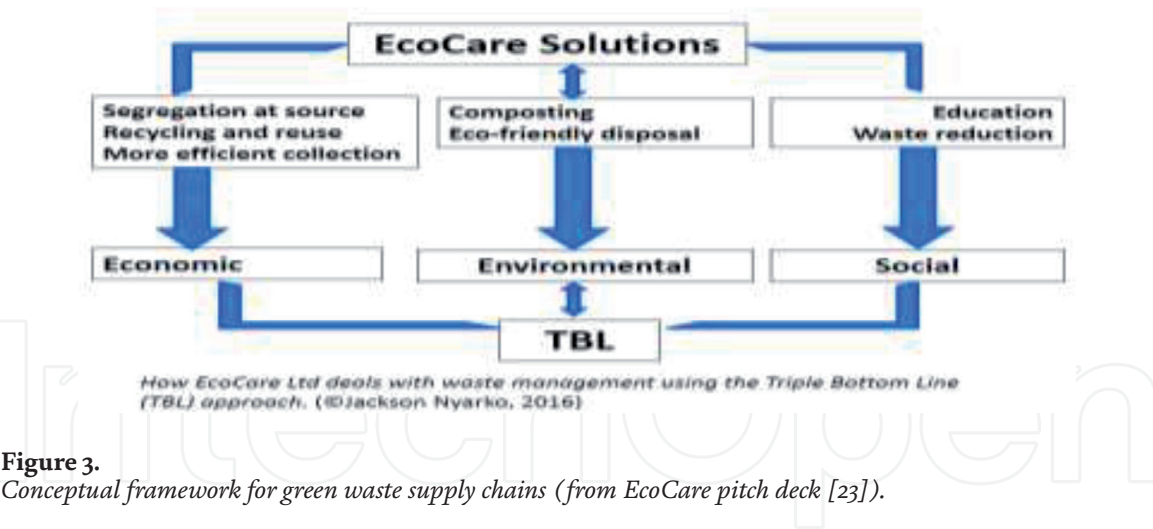 EcoCare Solutions
Segregation at source
Recycling and reuse
More efficient collection
Composting
Eco-friendly disposal
Education
Waste reduction
Economic
Environmental
Social
TBL
How EcoCare Ltd deals with waste management using the Triple Bottom Line
(TBL) approach. (©Jackson Nyarko, 2016)
IntechOpen
Figure 3.
Conceptual framework for green waste supply chains (from EcoCare pitch deck [23]).